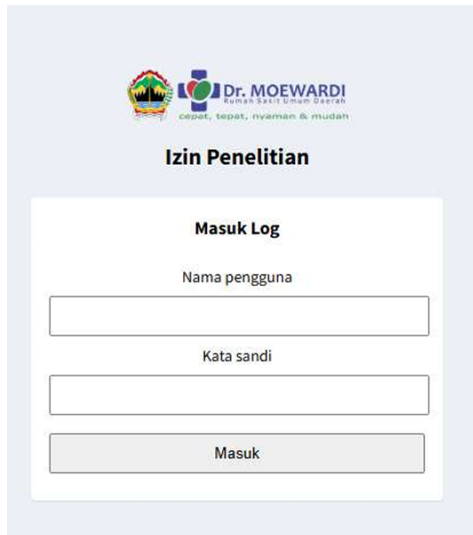 Dr. MOEWARDI
Rumah Sakit Umum Daerah
cepat, tepat, nyaman & mudah
Izin Penelitian
Masuk Log
Nama pengguna
Kata sandi
Masuk